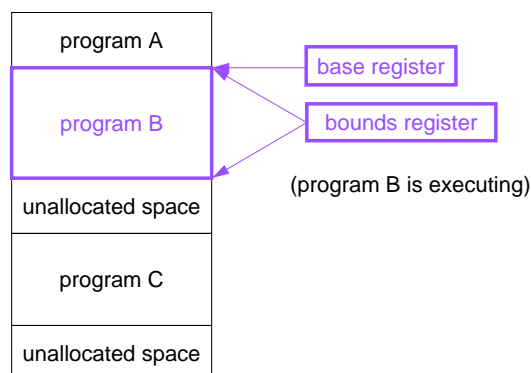 program A
base register
program B
bounds register
(program B is executing)
unallocated space
program C
unallocated space